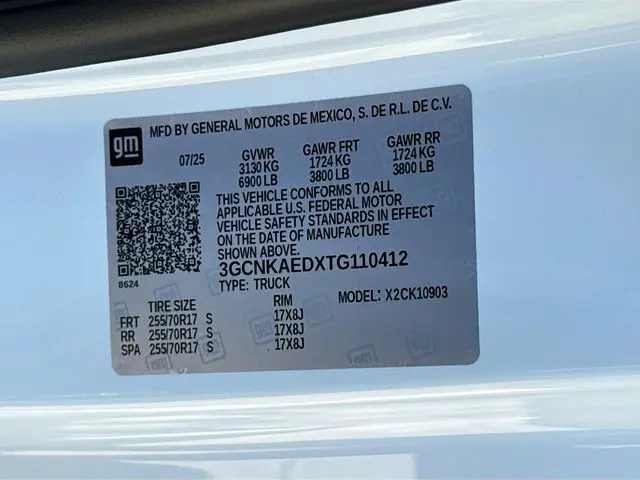 gm
MFD BY GENERAL MOTORS DE MEXICO, S. DE R.L. DE C.V.
07/25 GVWR GAWR FRT GAWR RR
3130 KG 1724 KG 1724 KG
6900 LB 3800 LB 3800 LB
THIS VEHICLE CONFORMS TO ALL
APPLICABLE U.S. FEDERAL MOTOR
VEHICLE SAFETY STANDARDS IN EFFECT
ON THE DATE OF MANUFACTURE
SHOWN ABOVE.
3GCNKAEDXTG110412
8624
TYPE: TRUCK MODEL: X2CK10903
TIRE SIZE RIM
FRT 255/70R17 S 17X8J
RR 255/70R17 S 17X8J
SPA 255/70R17 S 17X8J